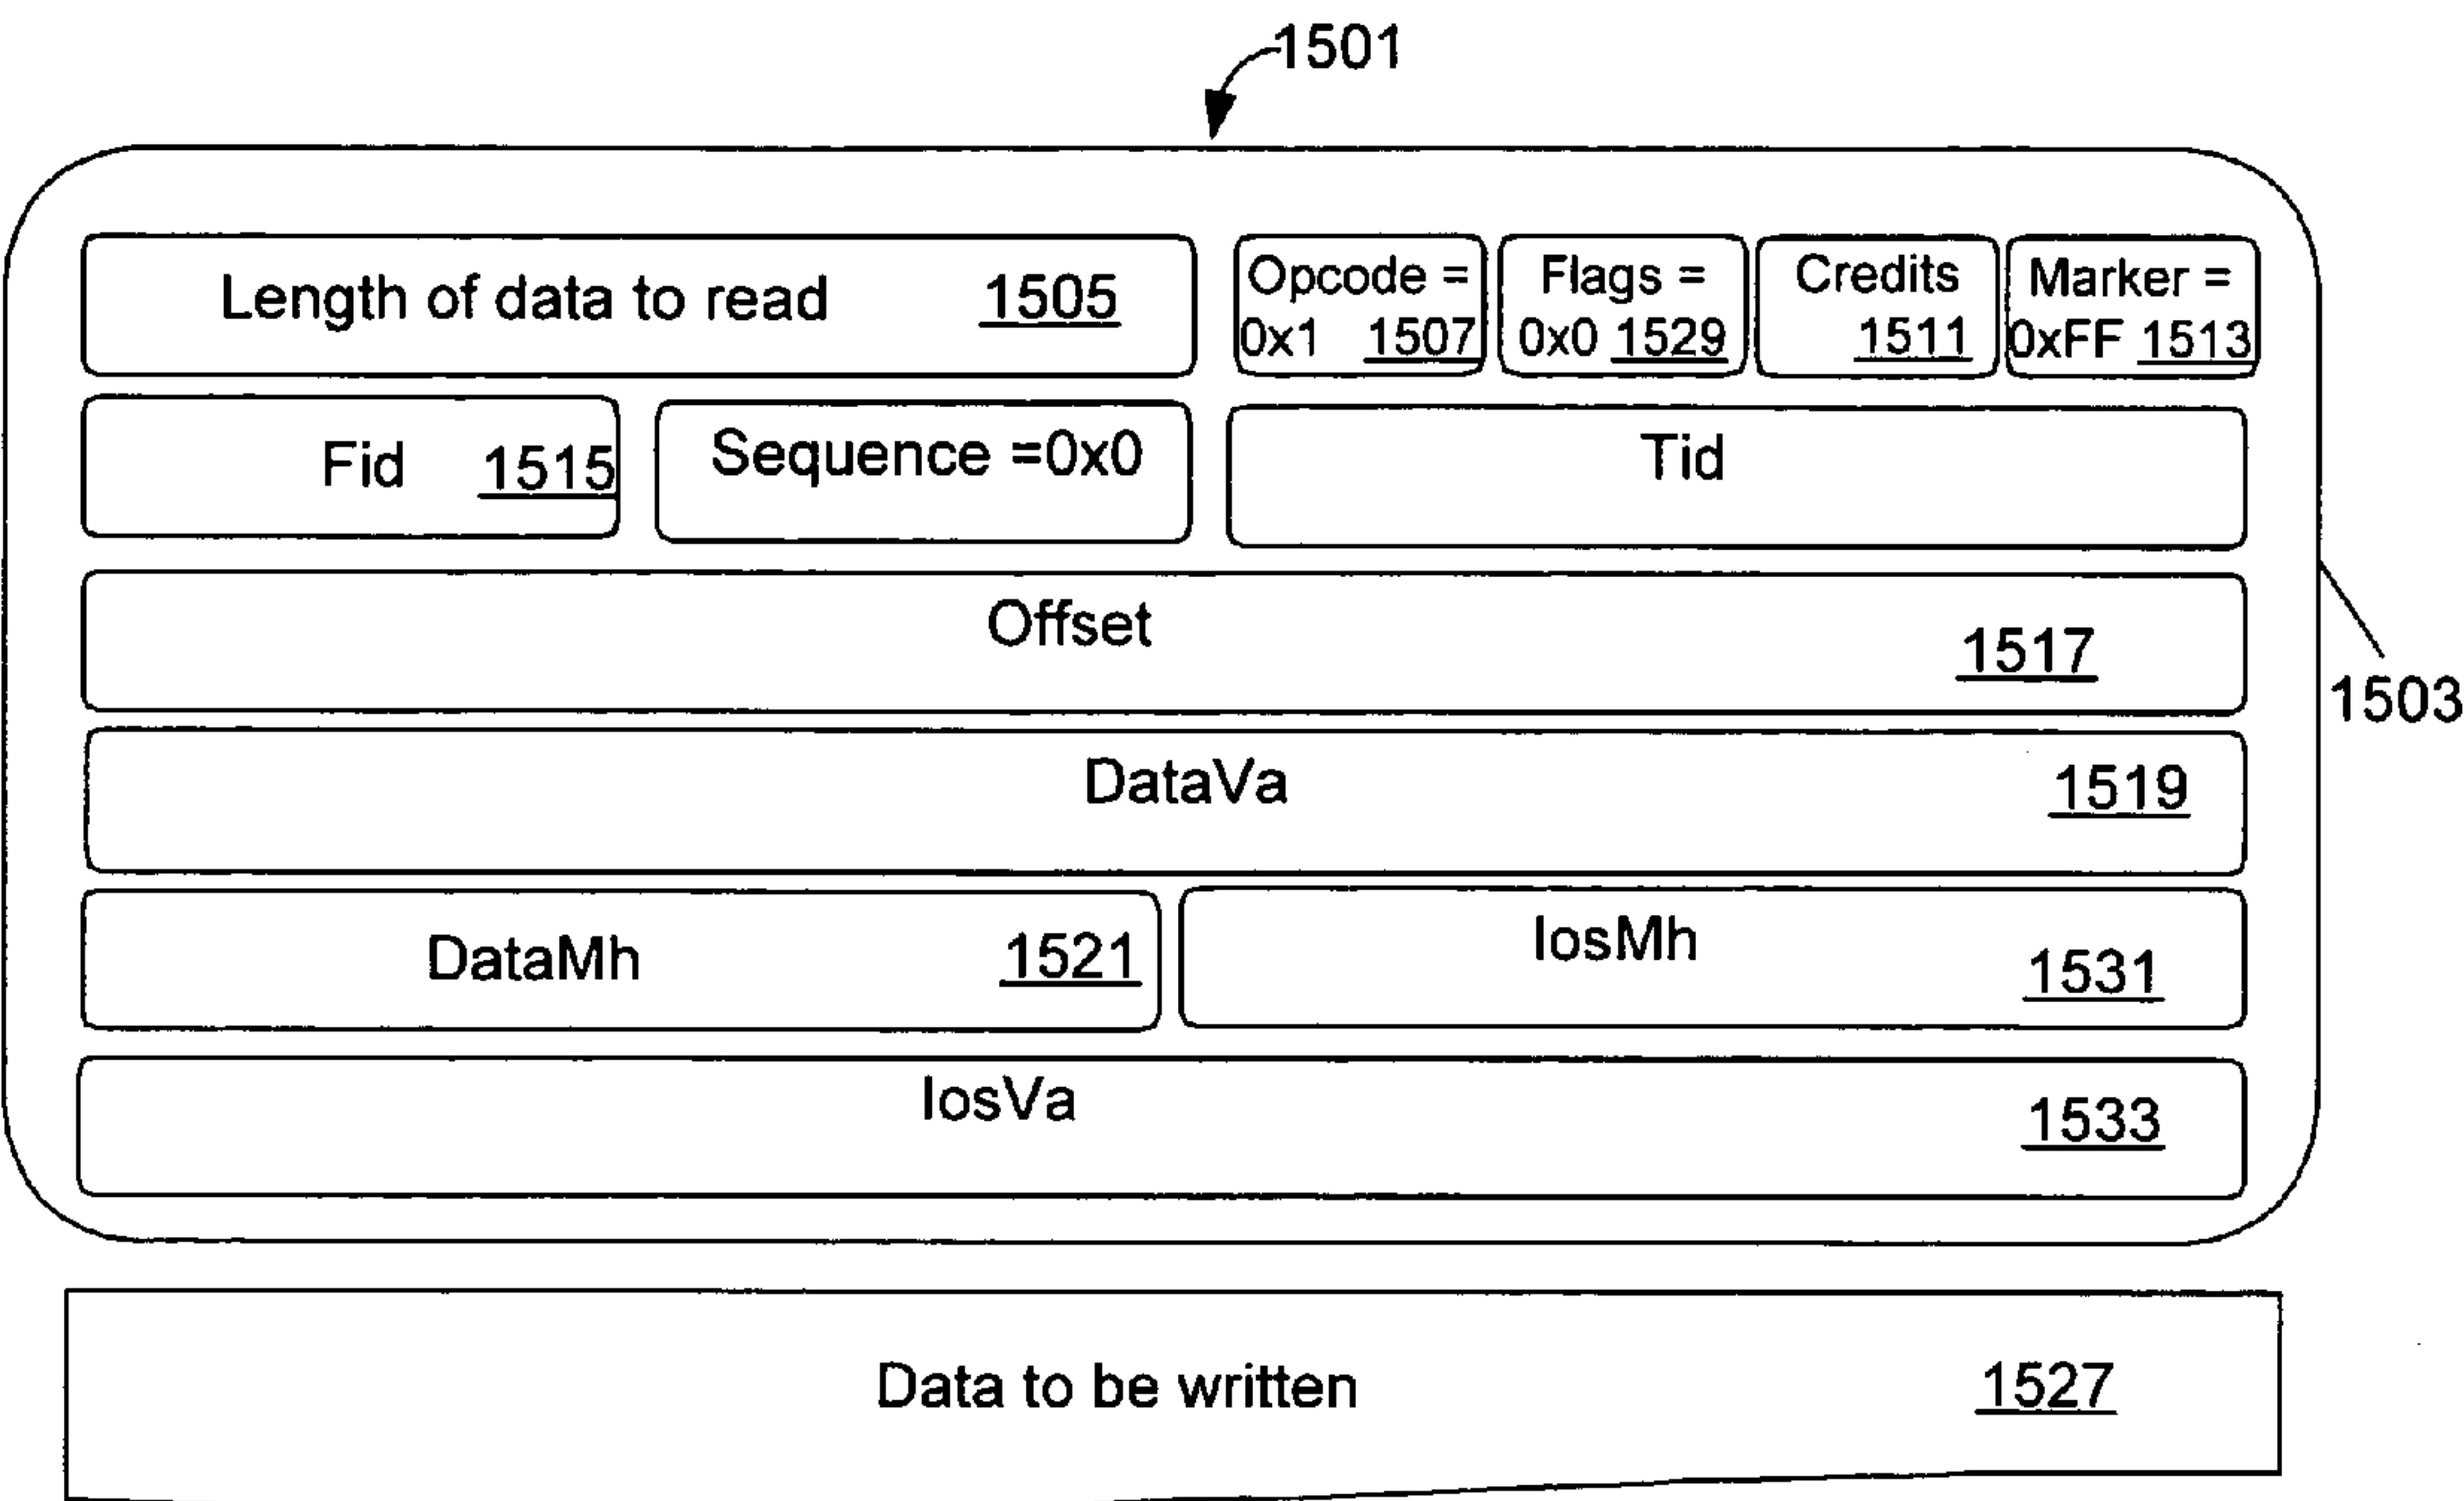 1501
Length of data to read 1505
Opcode =
0x1 1507
Flags =
0x0 1529
Credits
1511
Marker =
0xFF 1513
Fid 1515
Sequence =0x0
Tid
Offset
1517
1503
DataVa
1519
DataMh 1521
IosMh
1531
IosVa
1533
Data to be written 1527